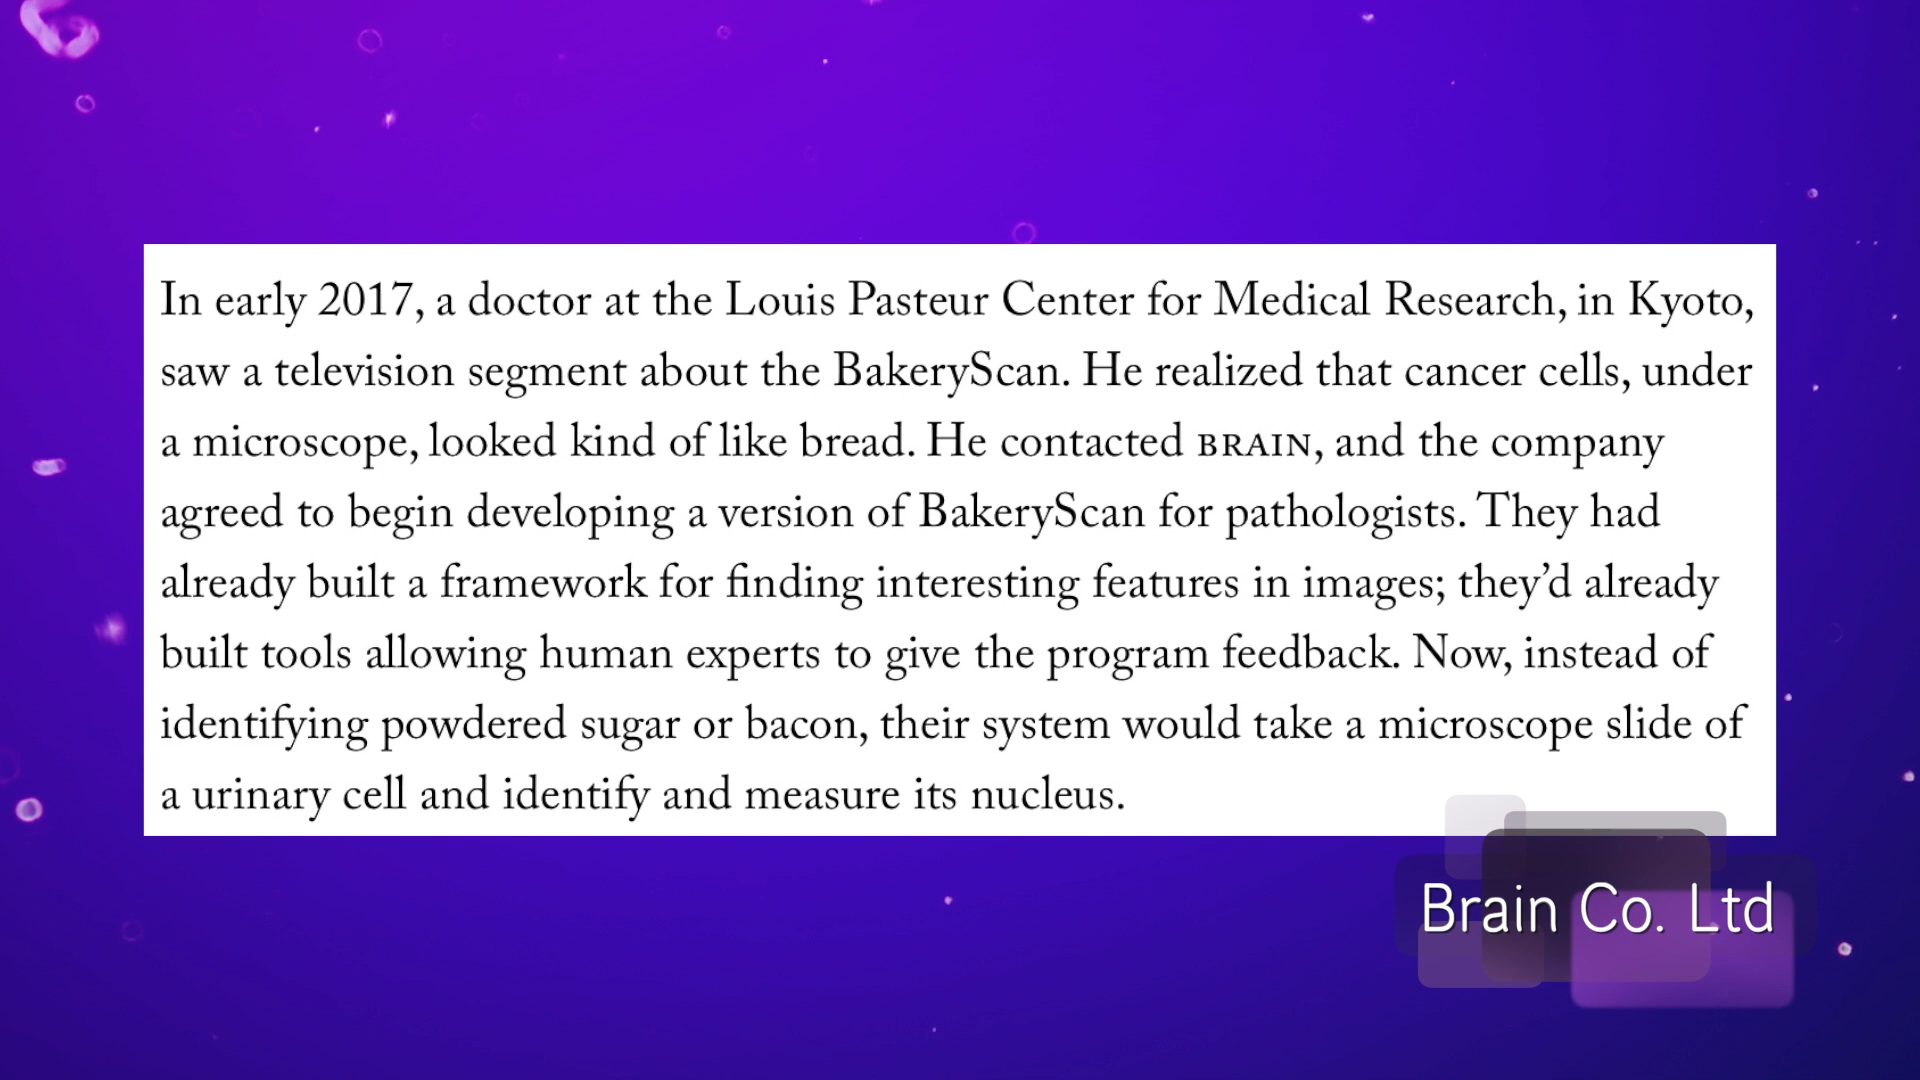 In early 2017, a doctor at the Louis Pasteur Center for Medical Research, in Kyoto,
saw a television segment about the BakeryScan. He realized that cancer cells, under
a microscope, looked kind of like bread. He contacted BRAIN, and the company
agreed to begin developing a version of BakeryScan for pathologists. They had
already built a framework for finding interesting features in images; they’d already
built tools allowing human experts to give the program feedback. Now, instead of
identifying powdered sugar or bacon, their system would take a microscope slide of
a urinary cell and identify and measure its nucleus.
Brain Co. Ltd